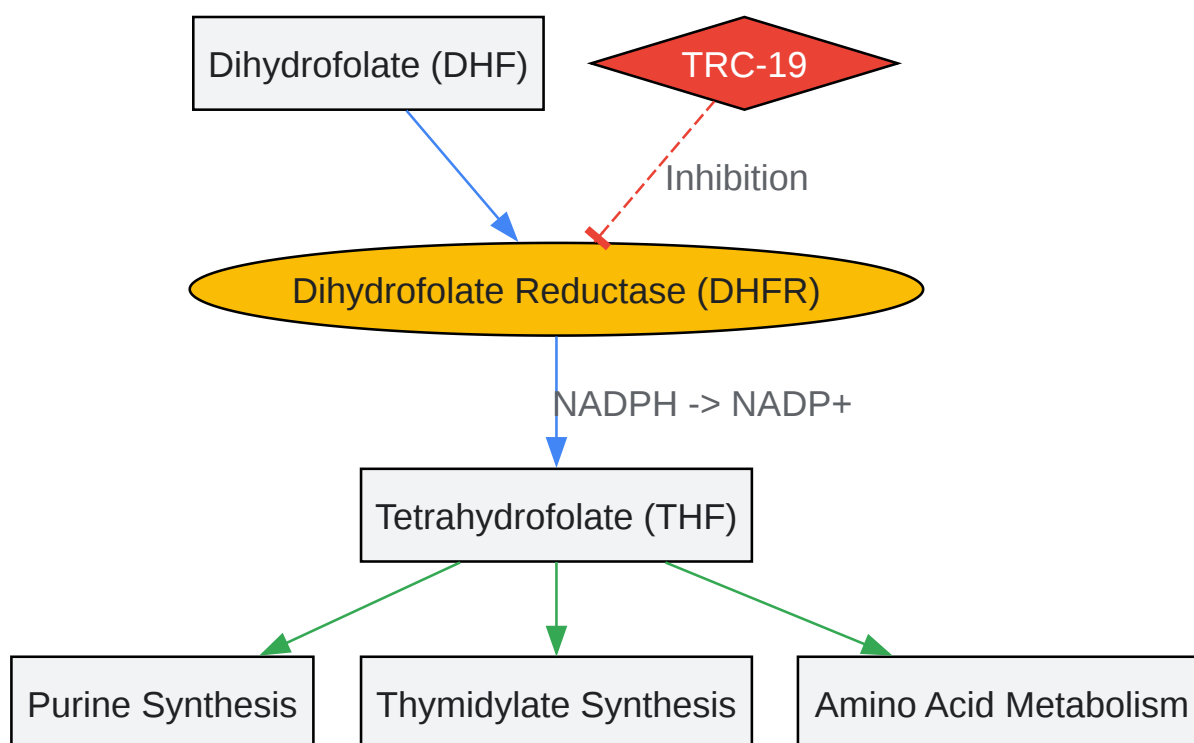 Dihydrofolate (DHF)
TRC-19
Inhibition
Dihydrofolate Reductase (DHFR)
NADPH -> NADP+
Tetrahydrofolate (THF)
Purine Synthesis
Thymidylate Synthesis
Amino Acid Metabolism